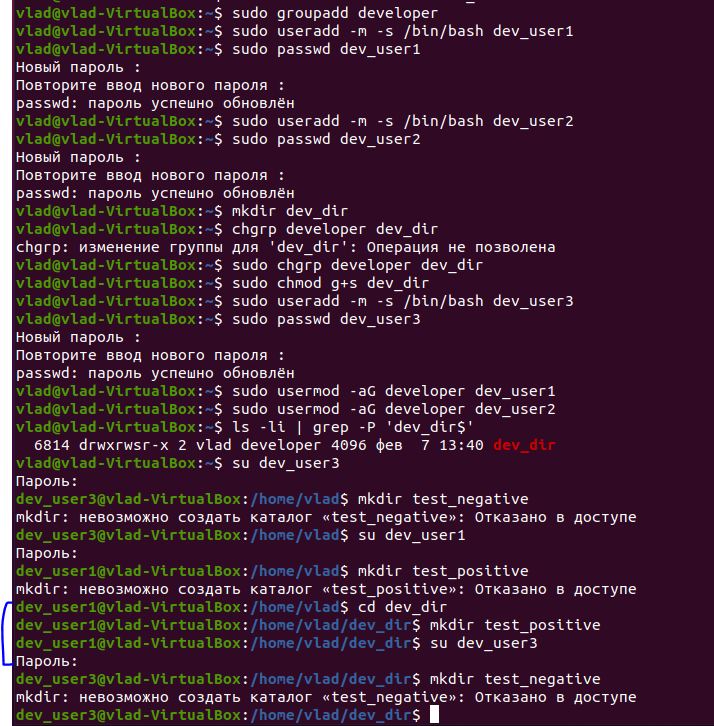 vlad@vlad-VirtualBox:~$ sudo groupadd developer
vlad@vlad-VirtualBox:~$ sudo useradd -m -s /bin/bash dev_user1
vlad@vlad-VirtualBox:~$ sudo passwd dev_user1
Новый пароль :
Повторите ввод нового пароля :
passwd: пароль успешно обновлён
vlad@vlad-VirtualBox:~$ sudo useradd -m -s /bin/bash dev_user2
vlad@vlad-VirtualBox:~$ sudo passwd dev_user2
Новый пароль :
Повторите ввод нового пароля :
passwd: пароль успешно обновлён
vlad@vlad-VirtualBox:~$ mkdir dev_dir
vlad@vlad-VirtualBox:~$ chgrp developer dev_dir
chgrp: изменение группы для 'dev_dir': Операция не позволена
vlad@vlad-VirtualBox:~$ sudo chgrp developer dev_dir
vlad@vlad-VirtualBox:~$ sudo chmod g+s dev_dir
vlad@vlad-VirtualBox:~$ sudo useradd -m -s /bin/bash dev_user3
vlad@vlad-VirtualBox:~$ sudo passwd dev_user3
Новый пароль :
Повторите ввод нового пароля :
passwd: пароль успешно обновлён
vlad@vlad-VirtualBox:~$ sudo usermod -aG developer dev_user1
vlad@vlad-VirtualBox:~$ sudo usermod -aG developer dev_user2
vlad@vlad-VirtualBox:~$ ls -li | grep -P 'dev_dir$'
6814 drwxrwsr-x 2 vlad developer 4096 фев  7 13:40 dev_dir
vlad@vlad-VirtualBox:~$ su dev_user3
Пароль:
dev_user3@vlad-VirtualBox:/home/vlad$ mkdir test_negative
mkdir: невозможно создать каталог «test_negative»: Отказано в доступе
dev_user3@vlad-VirtualBox:/home/vlad$ su dev_user1
Пароль:
dev_user1@vlad-VirtualBox:/home/vlad$ mkdir test_positive
mkdir: невозможно создать каталог «test_positive»: Отказано в доступе
dev_user1@vlad-VirtualBox:/home/vlad$ cd dev_dir
dev_user1@vlad-VirtualBox:/home/vlad/dev_dir$ mkdir test_positive
dev_user1@vlad-VirtualBox:/home/vlad/dev_dir$ su dev_user3
Пароль:
dev_user3@vlad-VirtualBox:/home/vlad/dev_dir$ mkdir test_negative
mkdir: невозможно создать каталог «test_negative»: Отказано в доступе
dev_user3@vlad-VirtualBox:/home/vlad/dev_dir$